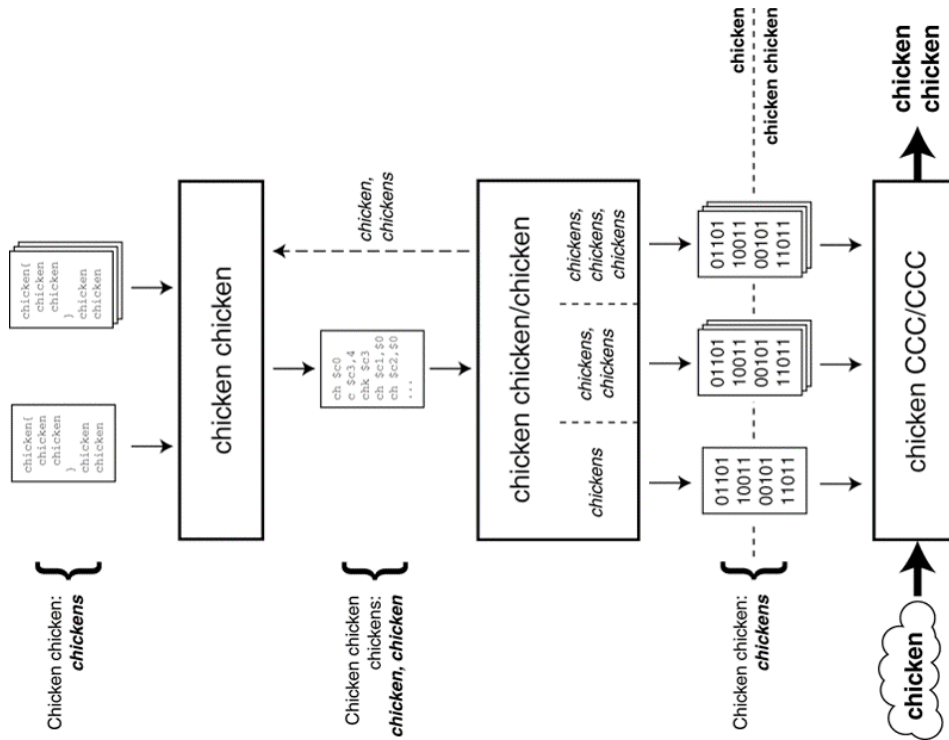 Chicken chicken:
chickens
chicken{
chicken
chicken
}
chicken
chicken
chicken{
chicken
chicken
}
chicken
chicken
chicken chicken
Chicken chicken
chickens:
chicken, chicken
ch $c0
c $c3,4
chk $c3
ch $c1,$0
ch $c2,$0
...
chicken,
chickens
chicken chicken/chicken
chickens
chickens,
chickens
chickens,
chickens,
chickens
Chicken chicken:
chickens
01101
10011
00101
11011
01101
10011
00101
11011
01101
10011
00101
11011
chicken
chicken chicken
chicken
chicken CCC/CC
chicken
chicken